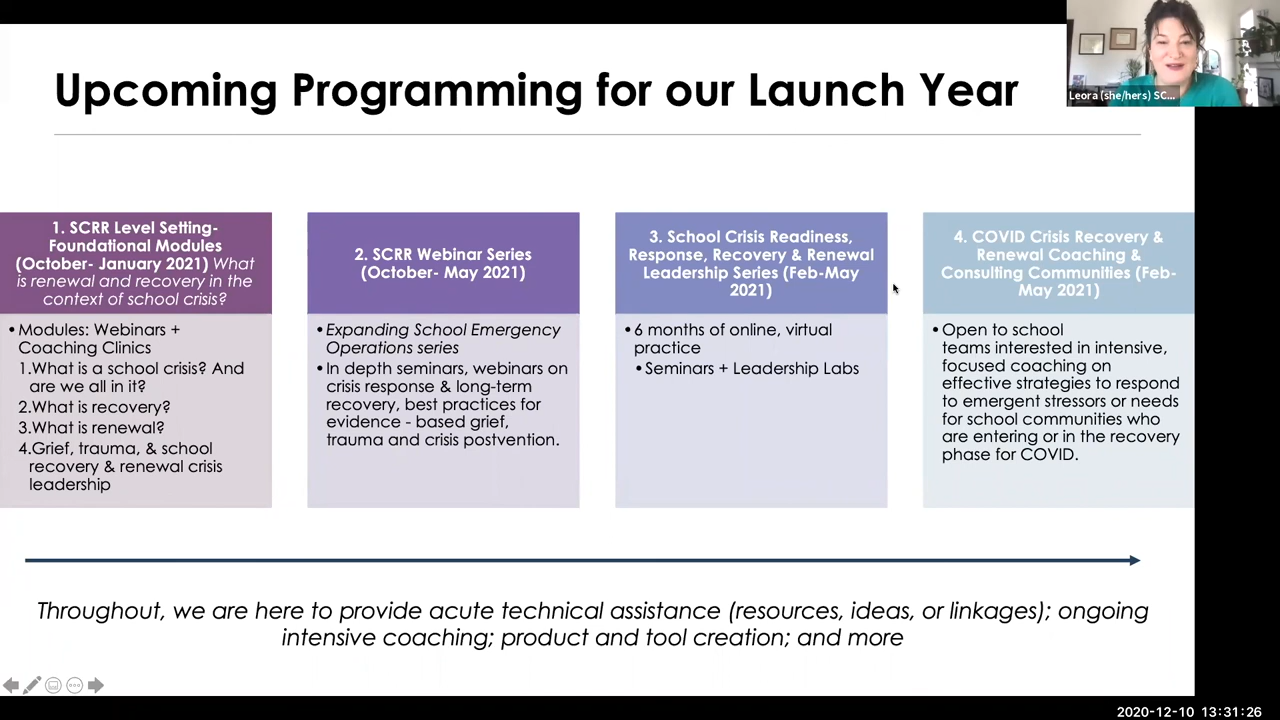 Upcoming Programming for our Launch Year
Leora (she/hers) SC...
1. SCRR Level Setting-
Foundational Modules
(October- January 2021) What
is renewal and recovery in the
context of school crisis?
• Modules: Webinars +
Coaching Clinics
1.What is a school crisis? And
are we all in it?
2.What is recovery?
3.What is renewal?
4.Grief, trauma, & school
recovery & renewal crisis
leadership
2. SCRR Webinar Series
(October- May 2021)
• Expanding School Emergency
Operations series
• In depth seminars, webinars on
crisis response & long-term
recovery, best practices for
evidence - based grief,
trauma and crisis postvention.
3. School Crisis Readiness,
Response, Recovery & Renewal
Leadership Series (Feb-May
2021)
• 6 months of online, virtual
practice
• Seminars + Leadership Labs
4. COVID Crisis Recovery &
Renewal Coaching &
Consulting Communities (Feb-
May 2021)
• Open to school
teams interested in intensive,
focused coaching on
effective strategies to respond
to emergent stressors or needs
for school communities who
are entering or in the recovery
phase for COVID.
Throughout, we are here to provide acute technical assistance (resources, ideas, or linkages); ongoing
intensive coaching; product and tool creation; and more
2020-12-10 13:31:26